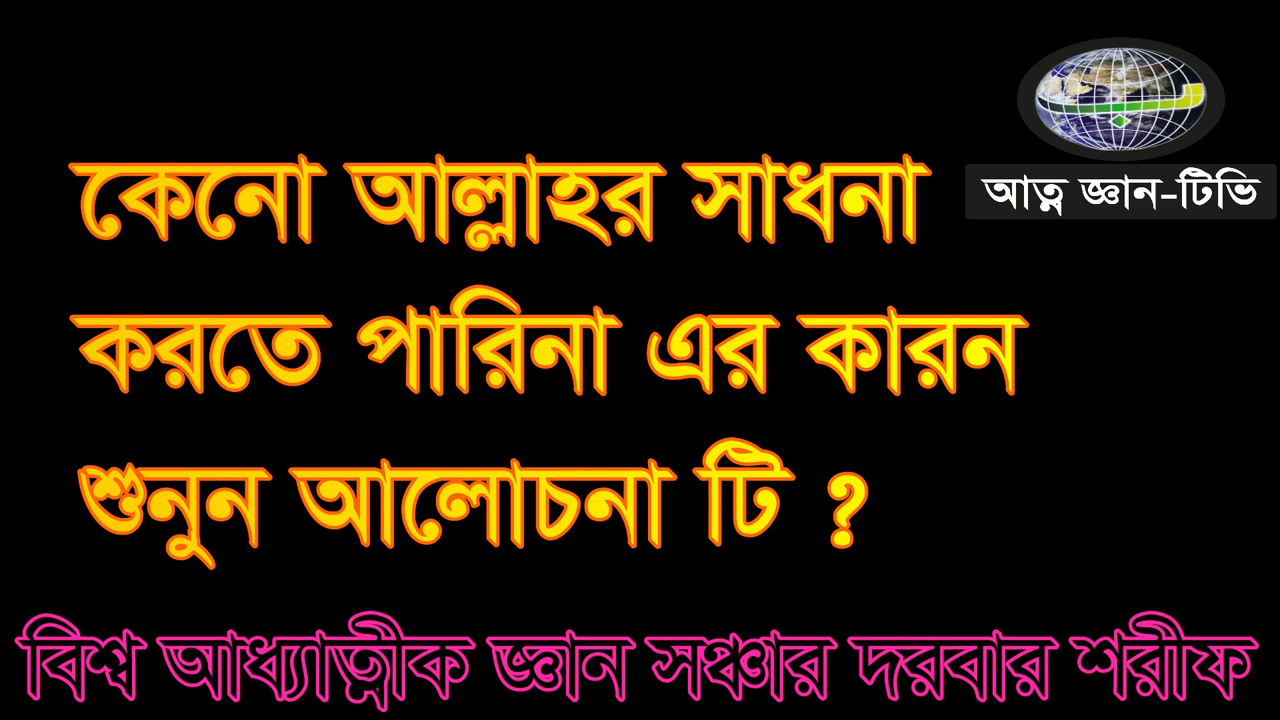 কেনো আল্লাহর সাধনা
আত্ন জ্ঞান-টিভি
করতে পারিনা এর কারন
শুনুন আলোচনা টি ?
বিশ্ব আধ্যাত্নীক জ্ঞান সঞ্চার দরবার শরীফ